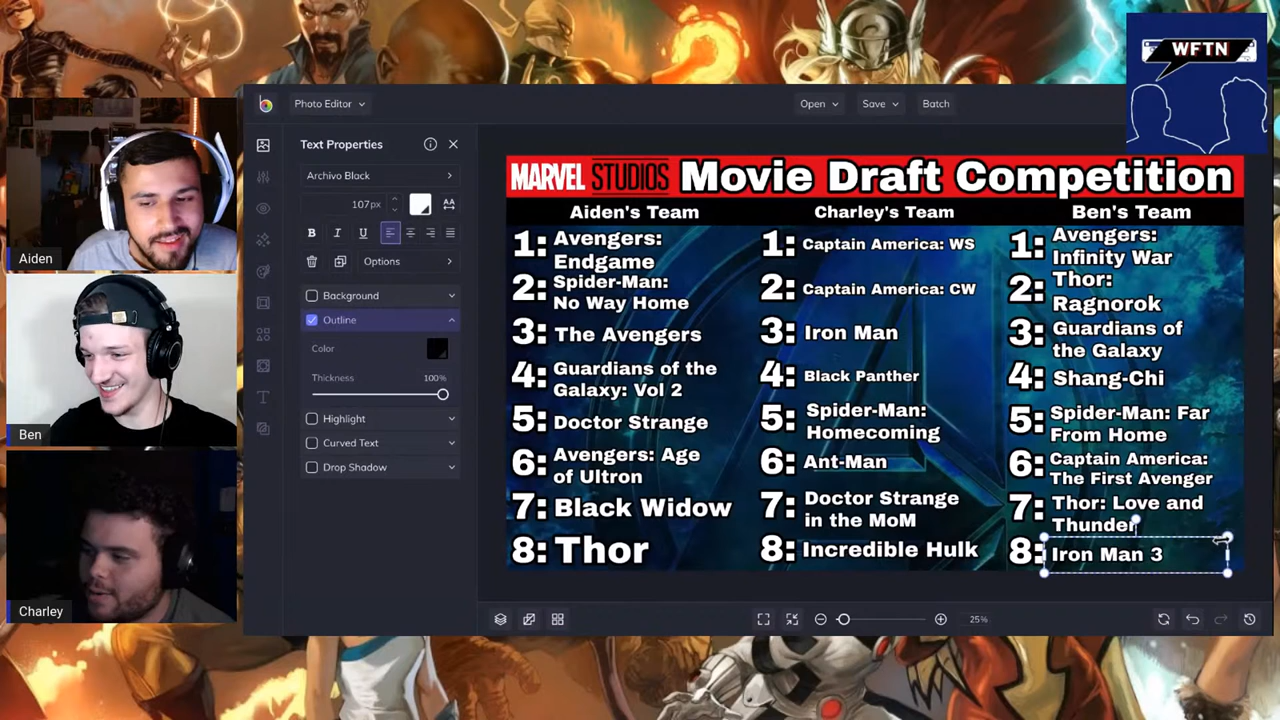 WFTN
Photo Editor
Open
Save
Batch
Text Properties
Archivo Black
107px
B I U
Options
Background
Outline
Color
Thickness 100%
Highlight
Curved Text
Drop Shadow
MARVEL STUDIOS Movie Draft Competition
Aiden's Team
1: Avengers:
Endgame
2: Spider-Man:
No Way Home
3: The Avengers
4: Guardians of the
Galaxy: Vol 2
5: Doctor Strange
6: Avengers: Age
of Ultron
7: Black Widow
8: Thor
Charley's Team
1: Captain America: WS
2: Captain America: CW
3: Iron Man
4: Black Panther
5: Spider-Man:
Homecoming
6: Ant-Man
7: Doctor Strange
in the MoM
8: Incredible Hulk
Ben's Team
1: Avengers:
Infinity War
2: Thor:
Ragnorok
3: Guardians of
the Galaxy
4: Shang-Chi
5: Spider-Man: Far
From Home
6: Captain America:
The First Avenger
7: Thor: Love and
Thunder
8: Iron Man 3
25%
Aiden
Ben
Charley